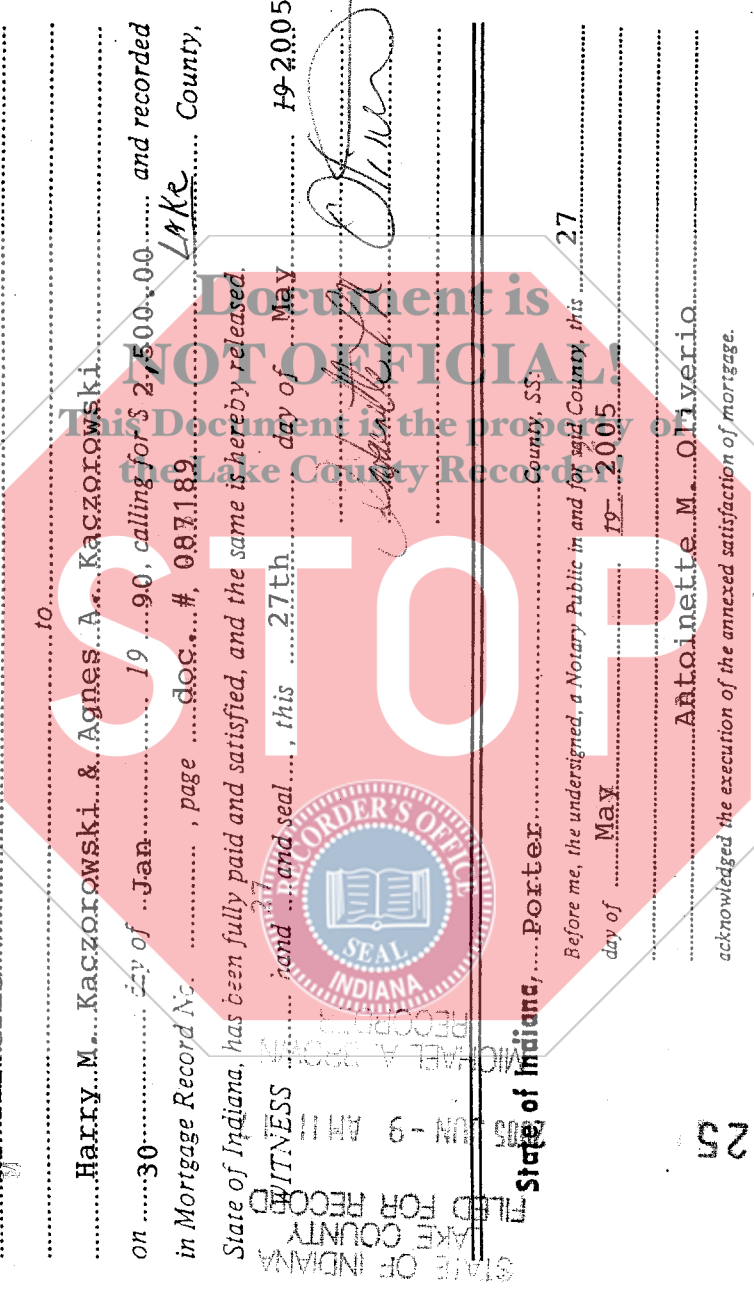 to
Harry M. Kaczorowski & Agnes A. Kaczorowski
on 30 day of Jan 19 90, calling for $ 2,500.00 and recorded
in Mortgage Record No. , page doc. #, 087189 LAKE County,
State of Indiana, has been fully paid and satisfied, and the same is hereby released.
WITNESS hand and seal , this 27th day of May 19 2005
State of Indiana, Porter County, SS:
Before me, the undersigned, a Notary Public in and for said County, this 27
day of May 19 2005
Antoinette M. Oliverio
acknowledged the execution of the annexed satisfaction of mortgage.
STATE OF INDIANA
LAKE COUNTY
FILED FOR RECORD
2005 JUN -9 AM 11:
MICHAEL A BROWN
RECORDER
25
Document is
NOT OFFICIAL!
This Document is the property of
the Lake County Recorder!
STOP
RECORDER'S OFFICE
SEAL
INDIANA